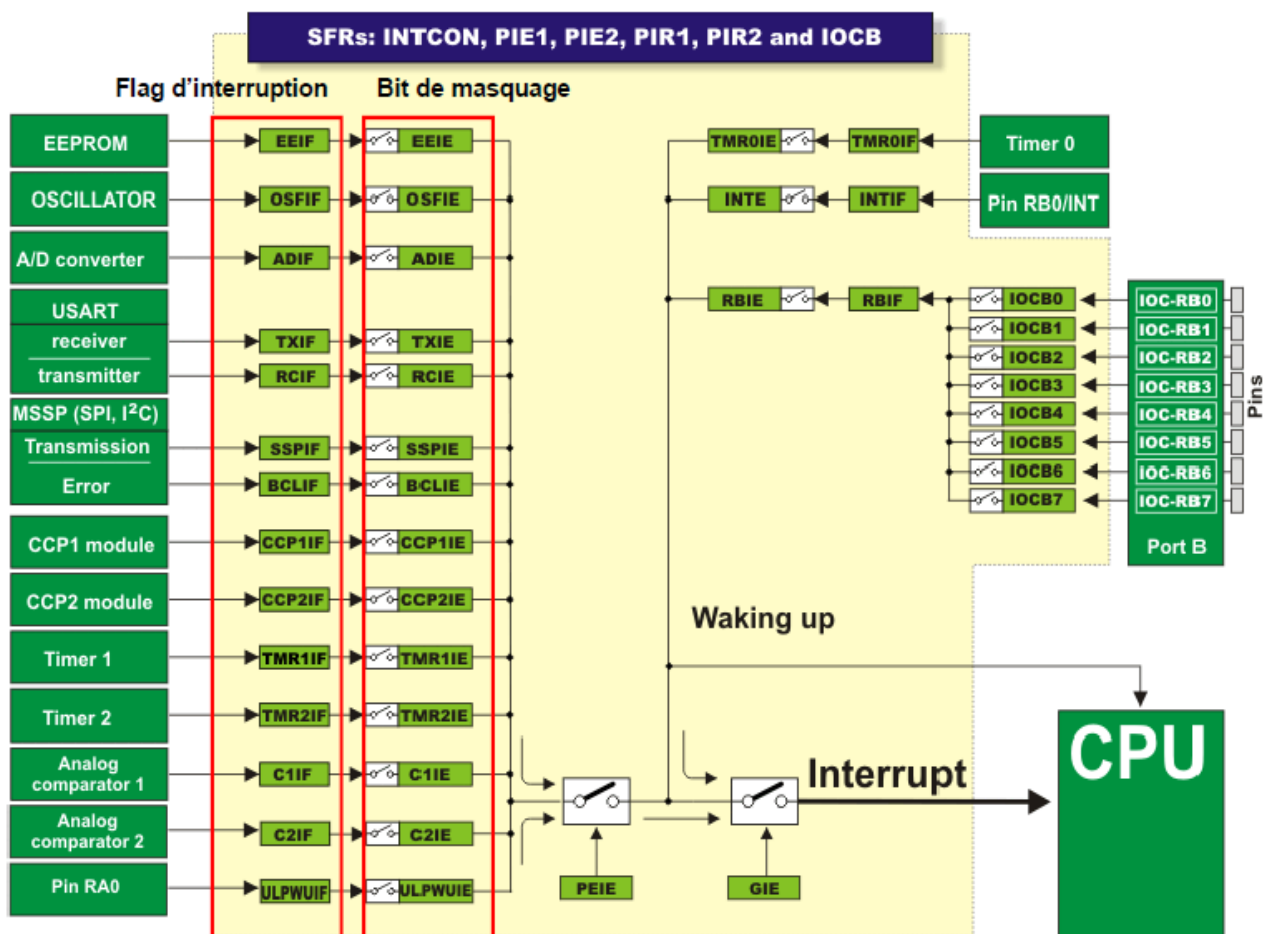 SFRs: INTCON, PIE1, PIE2, PIR1, PIR2 and IOCB
Flag d'interruption Bit de masquage
EEPROM EEIF EEIE TMR0IE TMR0IF Timer 0
OSCILLATOR OSFIF OSFIE INTE INTIF Pin RB0/INT
A/D converter ADIF ADIE
USART RBIE RBIF IOCB0 IOC-RB0
receiver TXIF TXIE IOCB1 IOC-RB1
transmitter RCIF RCIE IOCB2 IOC-RB2
IOCB3 IOC-RB3
MSSP (SPI, I²C) IOCB4 IOC-RB4
Pins
Transmission SSPIF SSPIE IOCB5 IOC-RB5
IOCB6 IOC-RB6
Error BCLIF BCLIE IOCB7 IOC-RB7
CCP1 module CCP1IF CCP1IE Port B
CCP2 module CCP2IF CCP2IE
Waking up
Timer 1 TMR1IF TMR1IE
Timer 2 TMR2IF TMR2IE
CPU
Analog
comparator 1 C1IF C1IE Interrupt
Analog
comparator 2 C2IF C2IE
Pin RA0 ULPWUIF ULPWUIE PEIE GIE